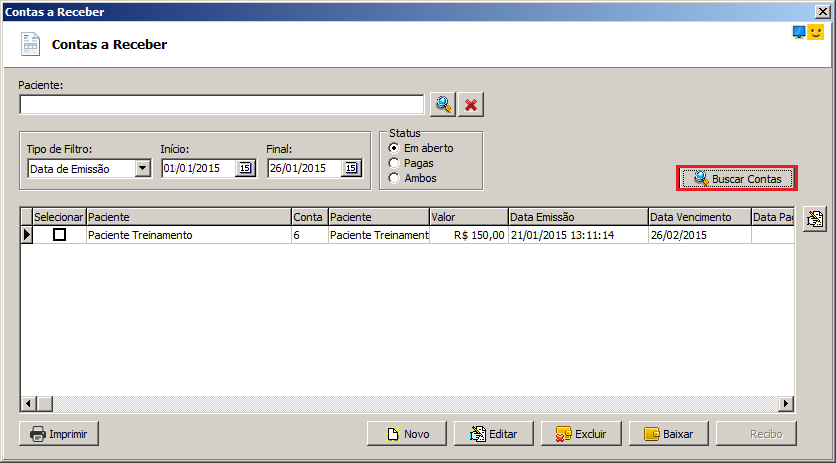 Contas a Receber
Contas a Receber
Paciente:
Tipo de Filtro: Início: Final:
Data de Emissão 01/01/2015 15 26/01/2015 15
Status
Em aberto
Pagas
Ambos
Buscar Contas
Selecionar Paciente Conta Paciente Valor Data Emissão Data Vencimento Data Pag
Paciente Treinamento 6 Paciente Treinament R$ 150,00 21/01/2015 13:11:14 26/02/2015
Imprimir Novo Editar Excluir Baixar Recibo